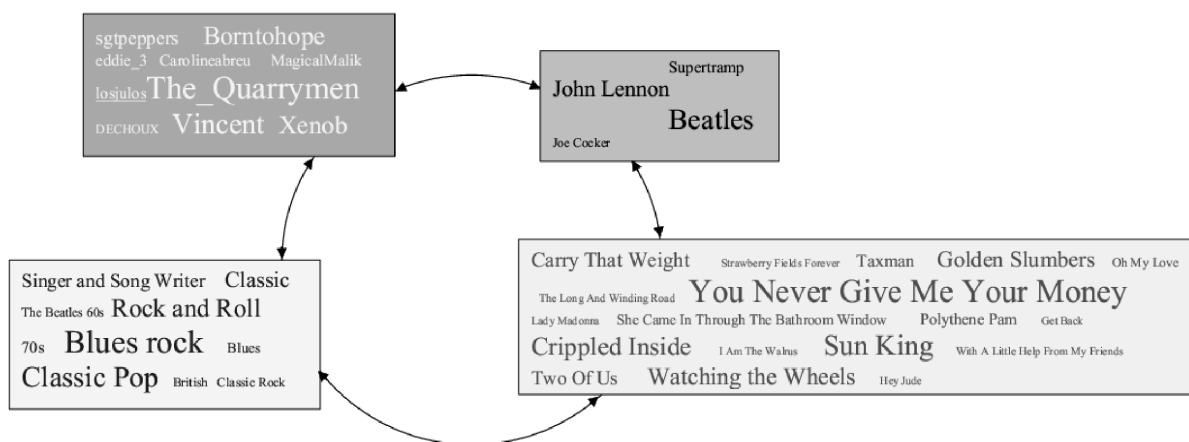 sgtpeppers Borntohope
eddie_3 Carolineabreu MagicalMalik
losjulos The_Quarrymen
DECHOUX Vincent Xenob
Supertramp
John Lennon
Beatles
Joe Cocker
Singer and Song Writer Classic
The Beatles 60s Rock and Roll
70s Blues rock Blues
Classic Pop British Classic Rock
Carry That Weight Strawberry Fields Forever Taxman Golden Slumbers Oh My Love
The Long And Winding Road You Never Give Me Your Money
Lady Madonna She Came In Through The Bathroom Window Polythene Pam Get Back
Crippled Inside I Am The Walrus Sun King With A Little Help From My Friends
Two Of Us Watching the Wheels Hey Jude